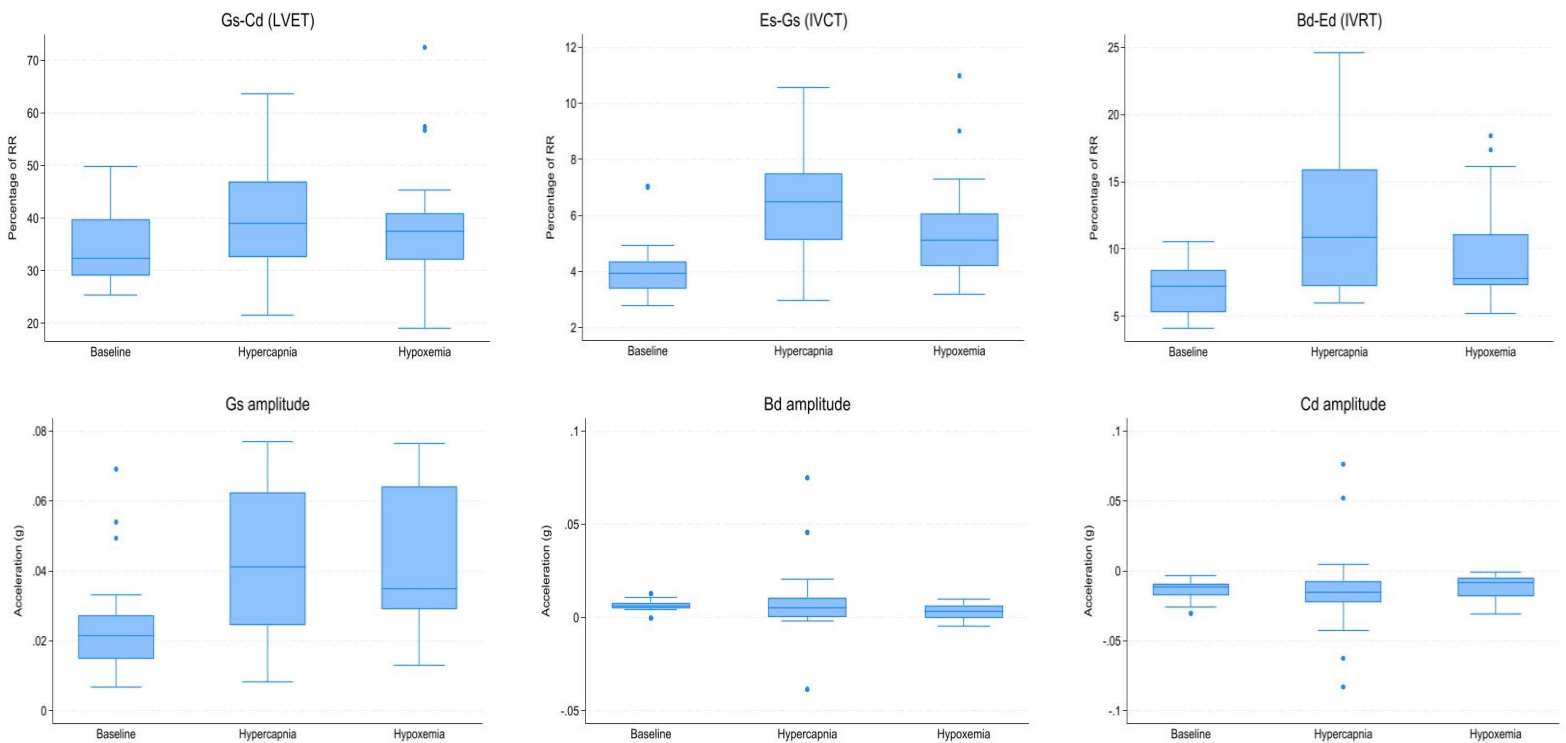 Gs-Cd (LVET)
Percentage of RR
70
60
50
40
30
20
Baseline Hypercapnia Hypoxemia
Es-Gs (IVCT)
Percentage of RR
12
10
8
6
4
2
Baseline Hypercapnia Hypoxemia
Bd-Ed (IVRT)
Percentage of RR
25
20
15
10
5
Baseline Hypercapnia Hypoxemia
Gs amplitude
Acceleration (g)
.08
.06
.04
.02
0
Baseline Hypercapnia Hypoxemia
Bd amplitude
Acceleration (g)
.1
.05
0
-.05
Baseline Hypercapnia Hypoxemia
Cd amplitude
Acceleration (g)
.1
.05
0
-.05
-.1
Baseline Hypercapnia Hypoxemia